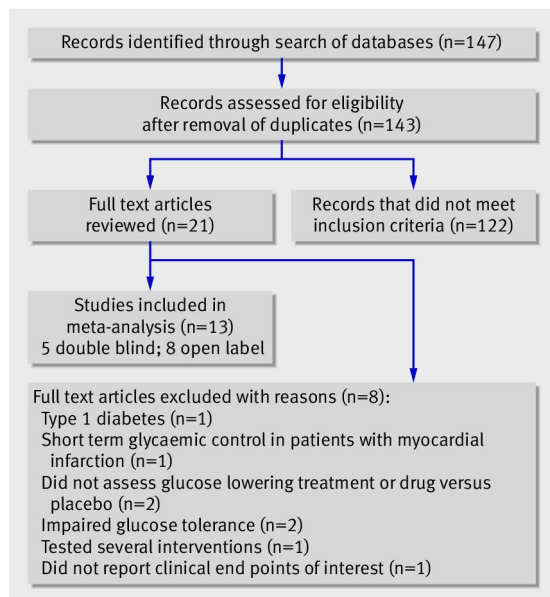 Records identified through search of databases (n=147)
Records assessed for eligibility
after removal of duplicates (n=143)
Full text articles
reviewed (n=21)
Records that did not meet
inclusion criteria (n=122)
Studies included in
meta-analysis (n=13)
5 double blind; 8 open label
Full text articles excluded with reasons (n=8):
Type 1 diabetes (n=1)
Short term glycaemic control in patients with myocardial
infarction (n=1)
Did not assess glucose lowering treatment or drug versus
placebo (n=2)
Impaired glucose tolerance (n=2)
Tested several interventions (n=1)
Did not report clinical end points of interest (n=1)